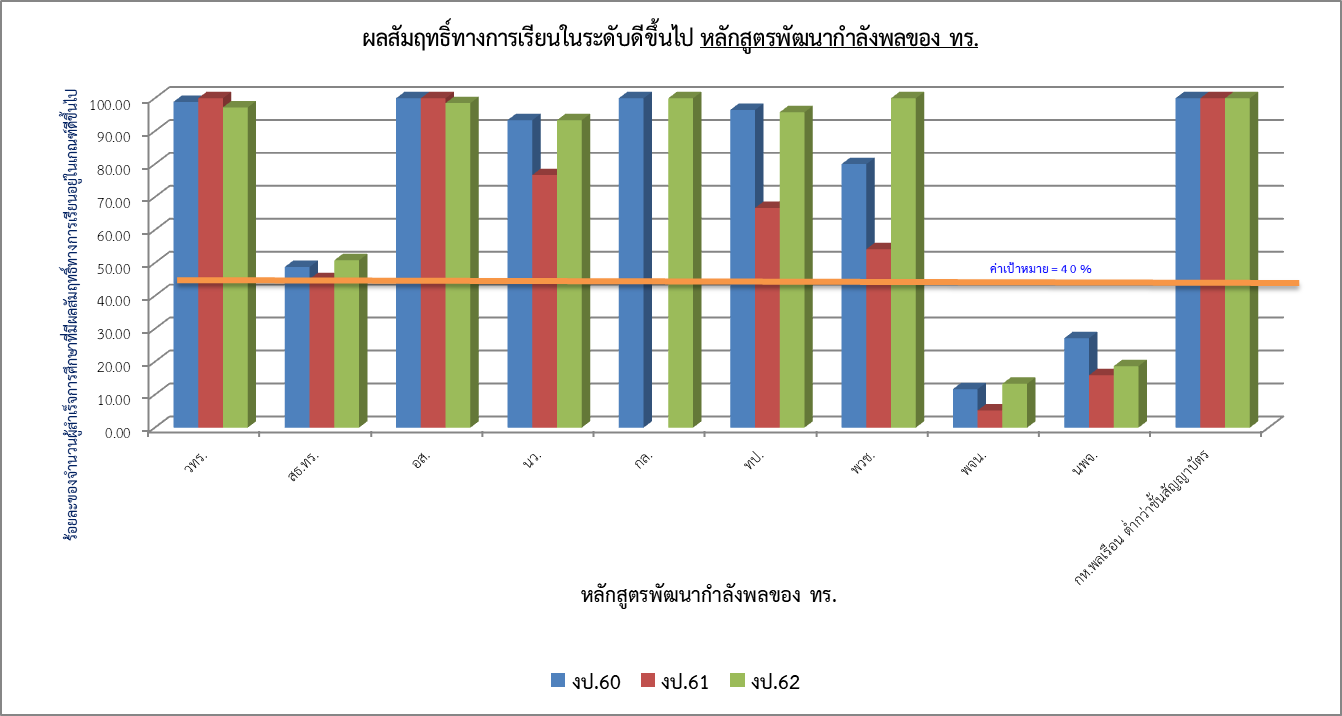 ผลสัมฤทธิ์ทางการเรียนในระดับดีขึ้นไป หลักสูตรพัฒนากำลังพลของ ทร.
ร้อยละของจำนวนผู้สำเร็จการศึกษาที่มีผลสัมฤทธิ์ทางการเรียนอยู่ในเกณฑ์ดีขึ้นไป
100.00
90.00
80.00
70.00
60.00
50.00
40.00
30.00
20.00
10.00
0.00
ค่าเป้าหมาย = 4 0 %
วทร.
สธ.ทร.
อส.
นว.
กล.
ทป.
พวช.
พจน.
นพจ.
กห.พลเรือน ต่ำกว่าชั้นสัญญาบัตร
หลักสูตรพัฒนากำลังพลของ ทร.
งป.60
งป.61
งป.62